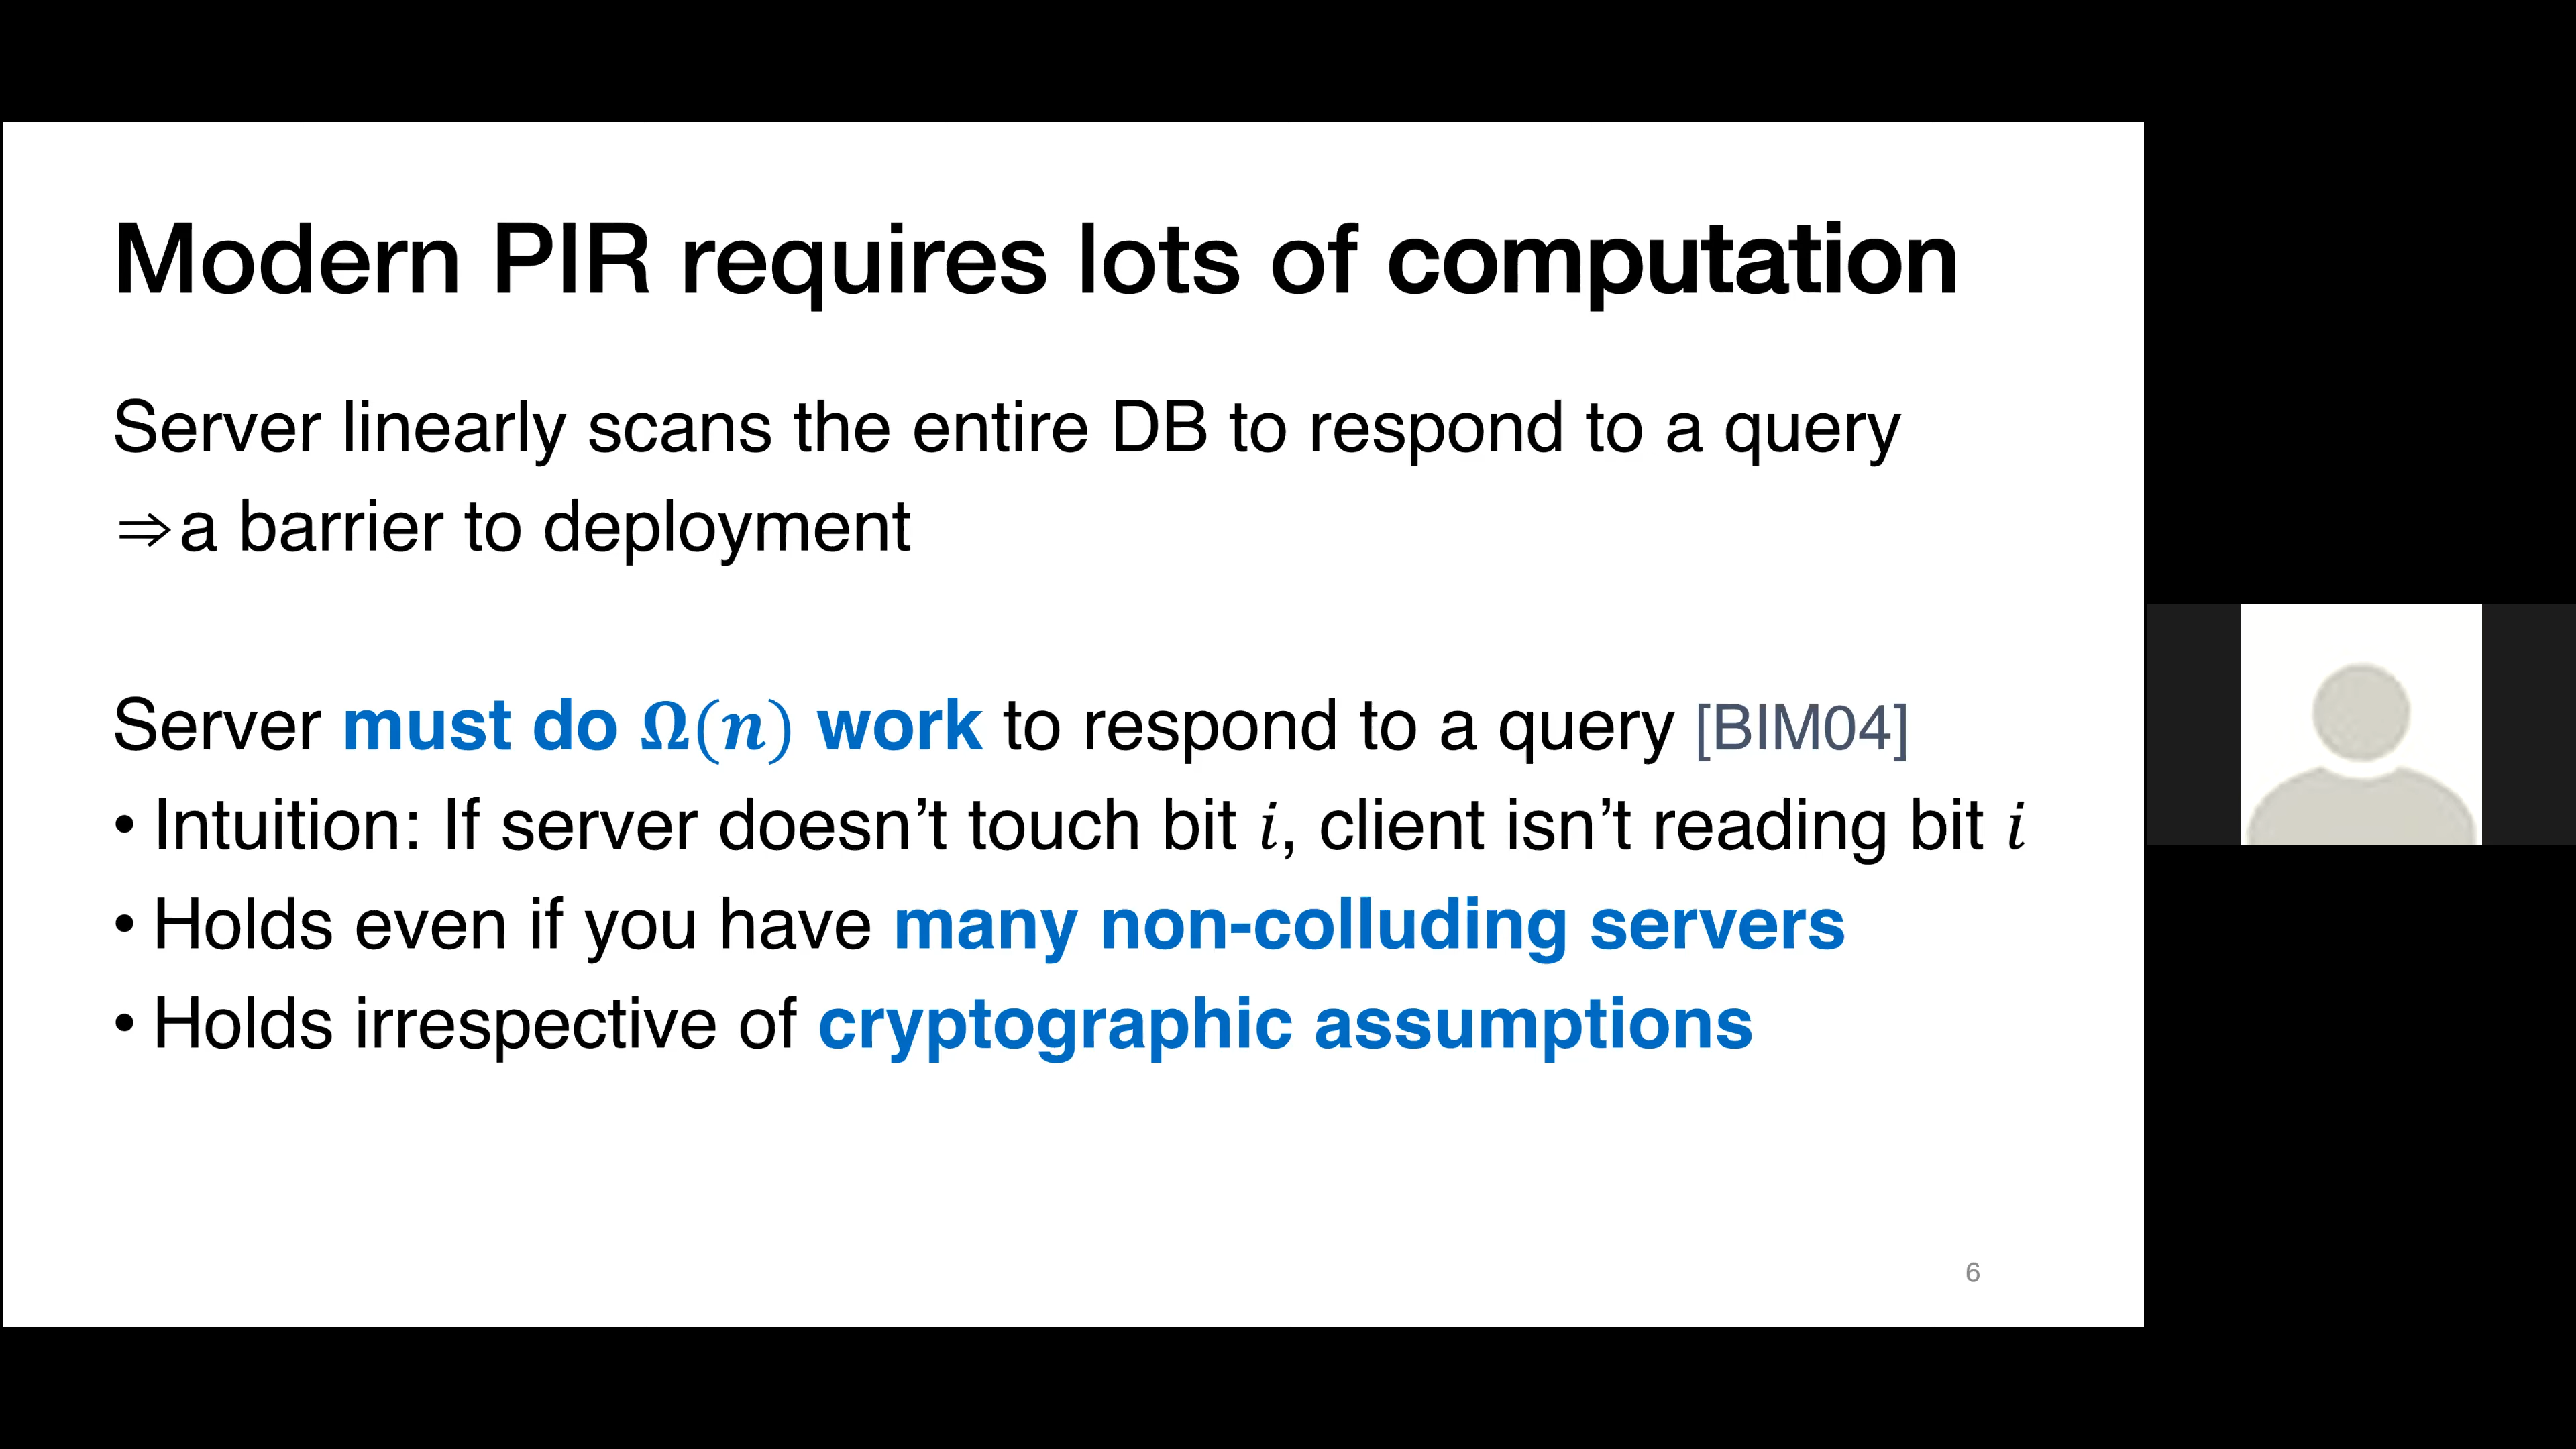 Modern PIR requires lots of computation
Server linearly scans the entire DB to respond to a query
⇒a barrier to deployment
Server must do Ω(n) work to respond to a query [BIM04]
• Intuition: If server doesn’t touch bit i, client isn’t reading bit i
• Holds even if you have many non-colluding servers
• Holds irrespective of cryptographic assumptions
6